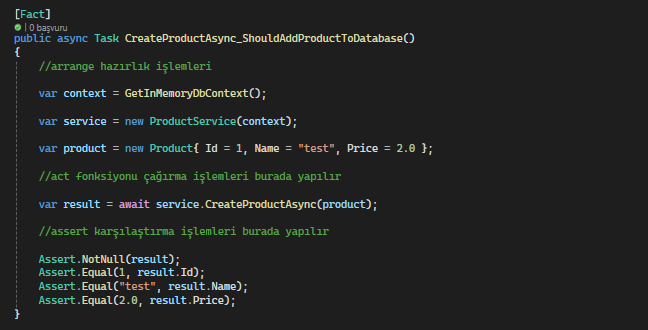 [Fact]
| 0 başvuru
public async Task CreateProductAsync_ShouldAddProductToDatabase()
{
//arrange hazırlık işlemleri
var context = GetInMemoryDbContext();
var service = new ProductService(context);
var product = new Product{ Id = 1, Name = "test", Price = 2.0 };
//act fonksiyonu çağırma işlemleri burada yapılır
var result = await service.CreateProductAsync(product);
//assert karşılaştırma işlemleri burada yapılır
Assert.NotNull(result);
Assert.Equal(1, result.Id);
Assert.Equal("test", result.Name);
Assert.Equal(2.0, result.Price);
}